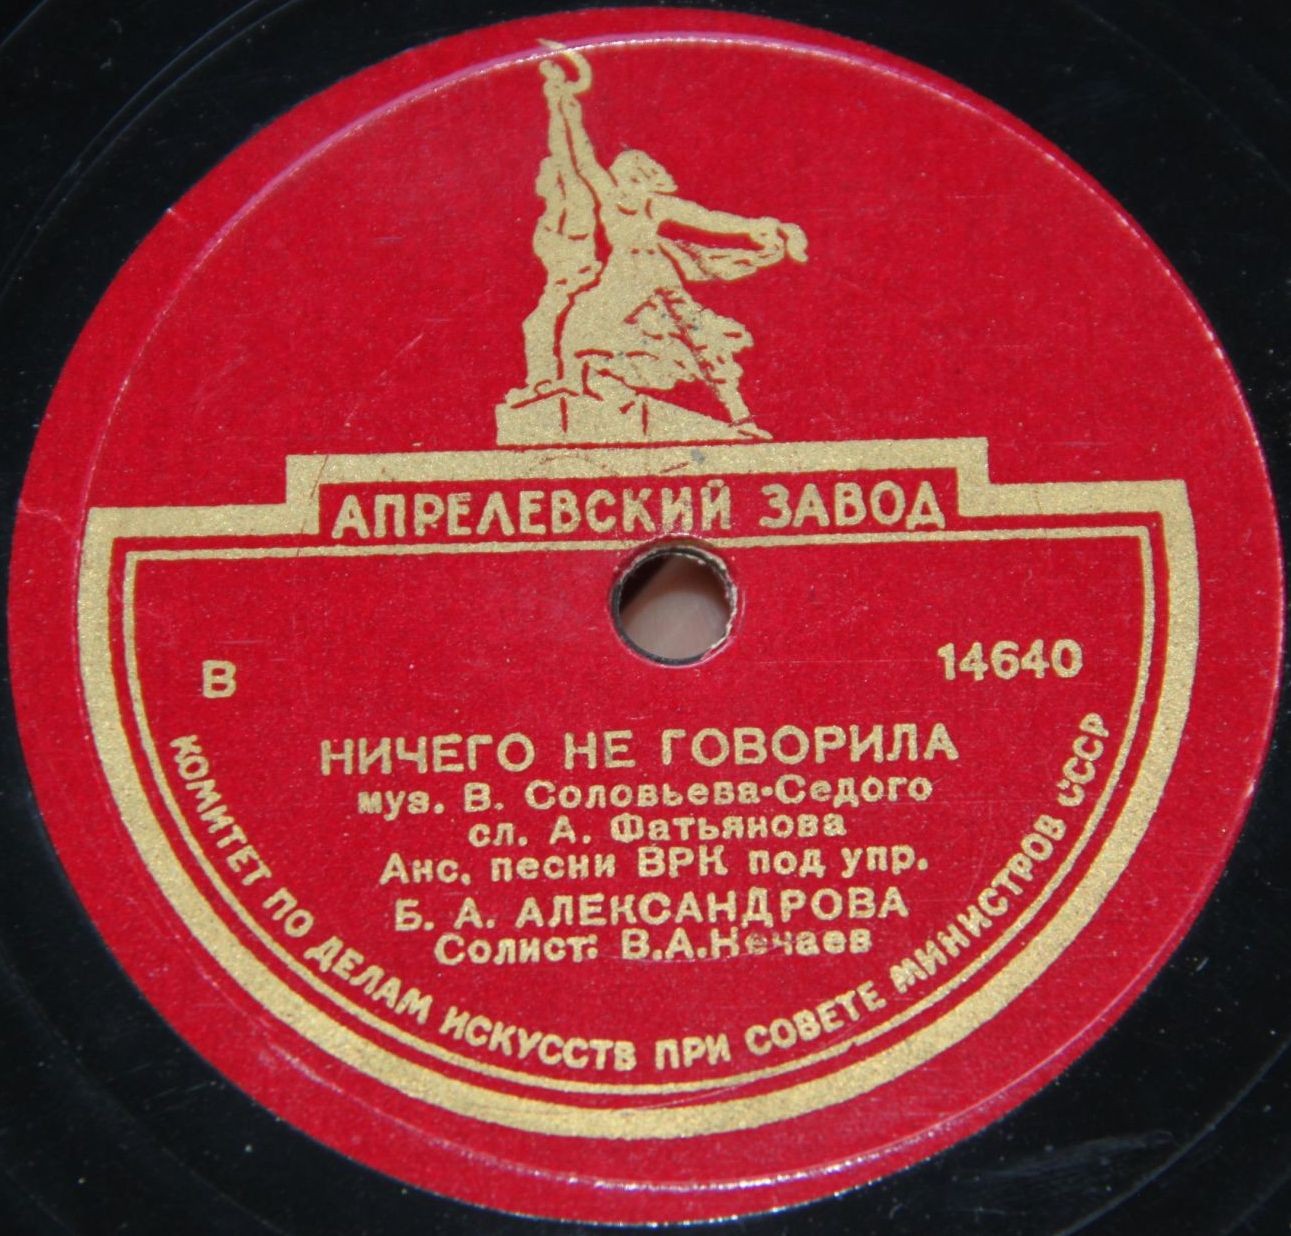 АПРЕЛЕВСКИЙ ЗАВОД
В 14640
НИЧЕГО НЕ ГОВОРИЛА
муз. В. Соловьева-Седого
сл. А. Фатьянова
Анс. песни ВРК под упр.
Б. А. АЛЕКСАНДРОВА
Солист: В.А.Нечаев
КОМИТЕТ ПО ДЕЛАМ ИСКУССТВ ПРИ СОВЕТЕ МИНИСТРОВ СССР